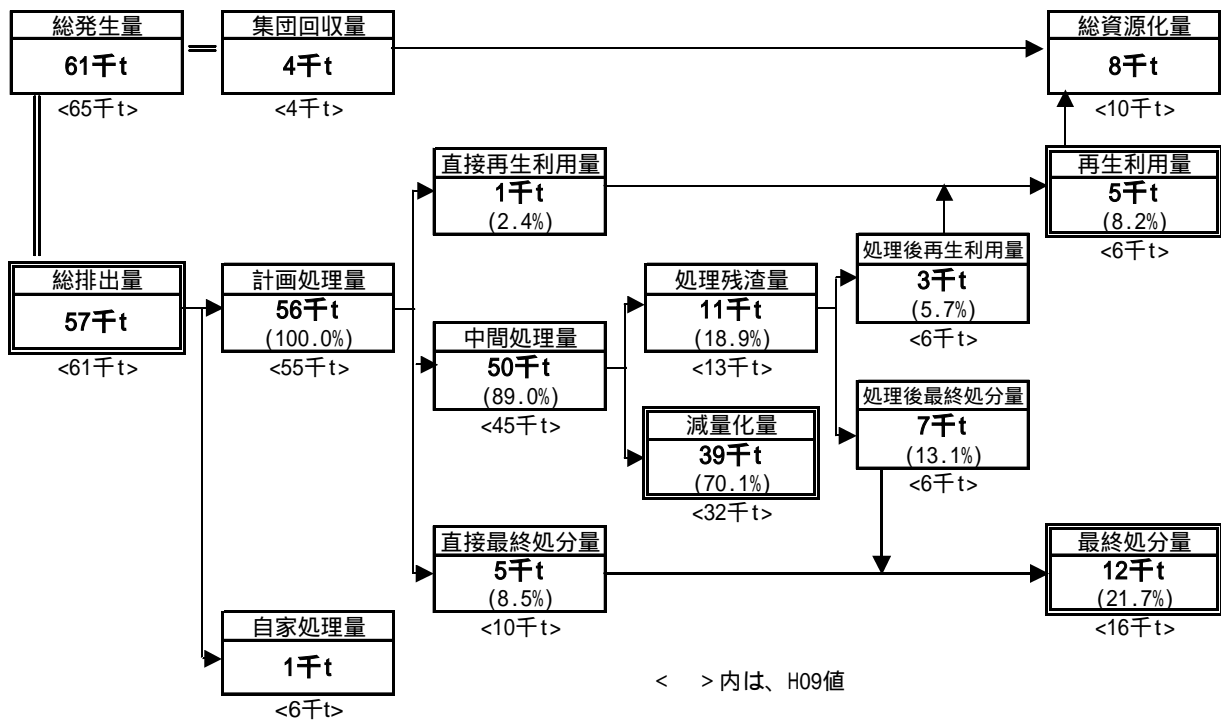 総発生量
61千t
<65千t>
集団回収量
4千t
<4千t>
総資源化量
8千t
<10千t>
直接再生利用量
1千t
(2.4%)
再生利用量
5千t
(8.2%)
<6千t>
総排出量
57千t
<61千t>
計画処理量
56千t
(100.0%)
<55千t>
中間処理量
50千t
(89.0%)
<45千t>
処理残渣量
11千t
(18.9%)
<13千t>
処理後再生利用量
3千t
(5.7%)
<6千t>
減量化量
39千t
(70.1%)
<32千t>
処理後最終処分量
7千t
(13.1%)
<6千t>
直接最終処分量
5千t
(8.5%)
<10千t>
最終処分量
12千t
(21.7%)
<16千t>
自家処理量
1千t
<6千t>
< >内は、H09値